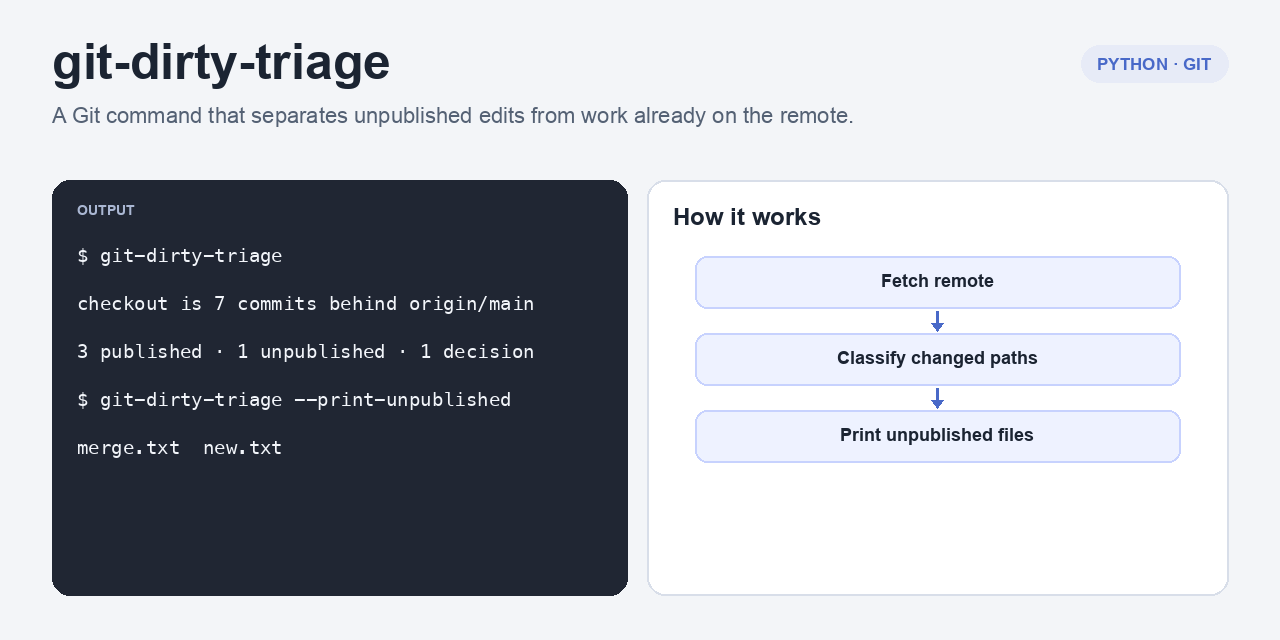 git-dirty-triage
PYTHON · GIT
A Git command that separates unpublished edits from work already on the remote.
OUTPUT
$ git-dirty-triage
checkout is 7 commits behind origin/main
3 published · 1 unpublished · 1 decision
$ git-dirty-triage --print-unpublished
merge.txt  new.txt
How it works
Fetch remote
Classify changed paths
Print unpublished files